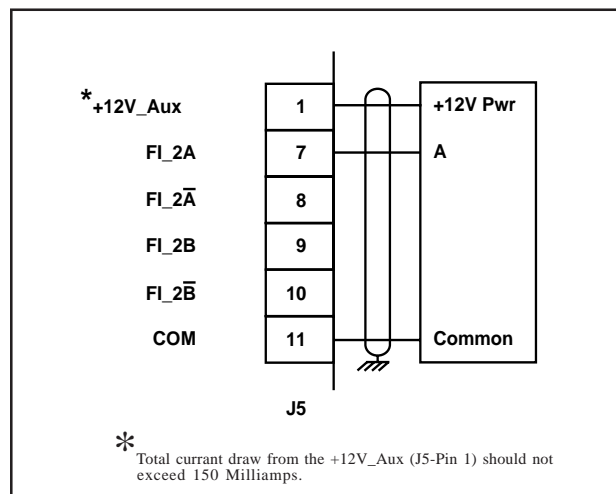 *+12V_Aux 1 +12V Pwr
FI_2A 7 A
FI_2A̅ 8
FI_2B 9
FI_2B̅ 10
COM 11 Common
J5
* Total currant draw from the +12V_Aux (J5-Pin 1) should not
exceed 150 Milliamps.